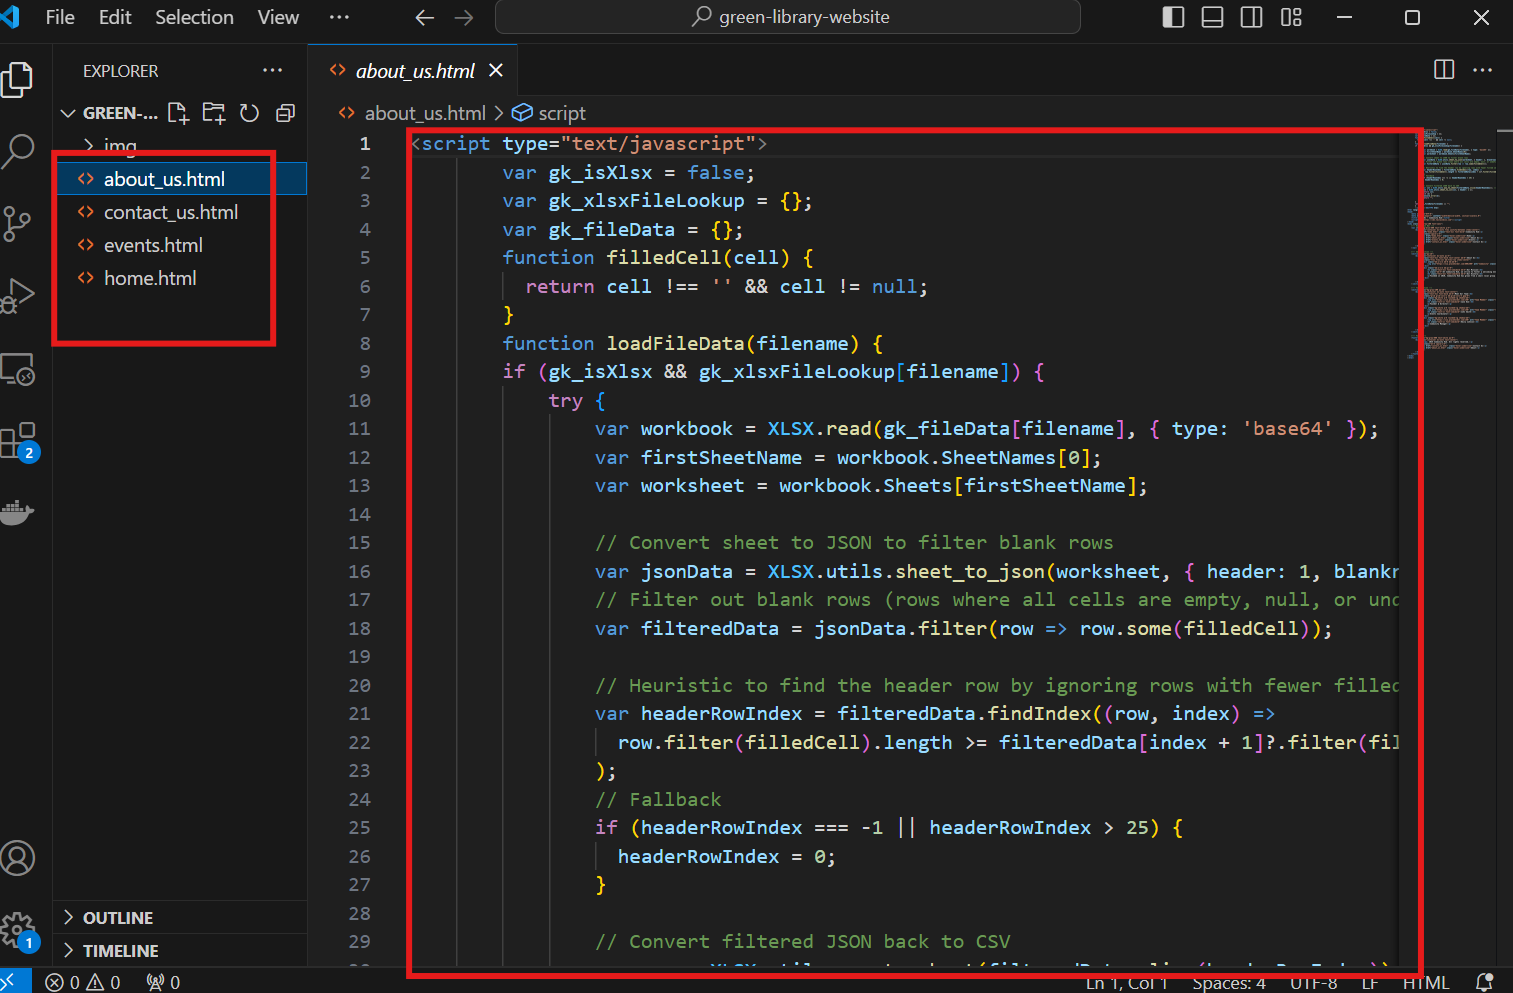 File Edit Selection View ··· green-library-website
EXPLORER ···
GREEN-...
img
about_us.html
contact_us.html
events.html
home.html
OUTLINE
TIMELINE
about_us.html
about_us.html > script
1 <script type="text/javascript">
2 var gk_isXlsx = false;
3 var gk_xlsxFileLookup = {};
4 var gk_fileData = {};
5 function filledCell(cell) {
6 return cell !== '' && cell != null;
7 }
8 function loadFileData(filename) {
9 if (gk_isXlsx && gk_xlsxFileLookup[filename]) {
10 try {
11 var workbook = XLSX.read(gk_fileData[filename], { type: 'base64' });
12 var firstSheetName = workbook.SheetNames[0];
13 var worksheet = workbook.Sheets[firstSheetName];
14
15 // Convert sheet to JSON to filter blank rows
16 var jsonData = XLSX.utils.sheet_to_json(worksheet, { header: 1, blankr
17 // Filter out blank rows (rows where all cells are empty, null, or und
18 var filteredData = jsonData.filter(row => row.some(filledCell));
19
20 // Heuristic to find the header row by ignoring rows with fewer filled
21 var headerRowIndex = filteredData.findIndex((row, index) =>
22 row.filter(filledCell).length >= filteredData[index + 1]?.filter(fil
23 );
24 // Fallback
25 if (headerRowIndex === -1 || headerRowIndex > 25) {
26 headerRowIndex = 0;
27 }
28
29 // Convert filtered JSON back to CSV
2
1
0 0 0 Ln 1, Col 1 Spaces: 4 UTF-8 LF HTML